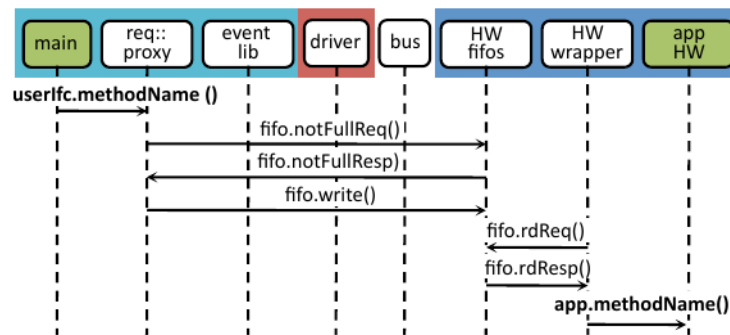 main
req::
proxy
event
lib
driver
bus
HW
fifos
HW
wrapper
app
HW
userIfc.methodName ()
fifo.notFullReq()
fifo.notFullResp)
fifo.write()
fifo.rdReq()
fifo.rdResp()
app.methodName()